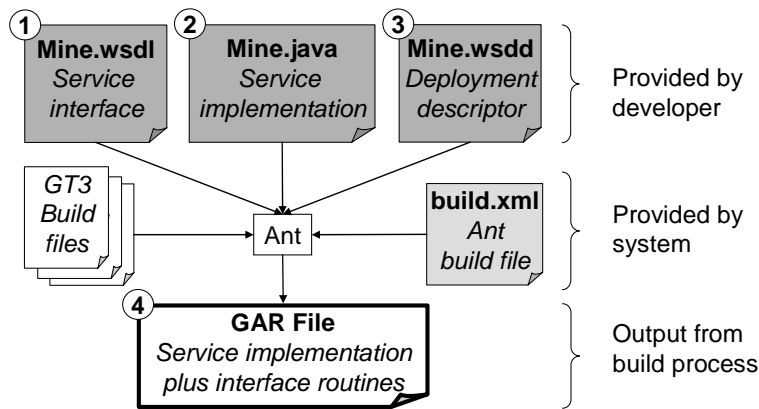 1
Mine.wsdl
Service
interface
2
Mine.java
Service
implementation
3
Mine.wsdd
Deployment
descriptor
Provided by
developer
GT3
Build
files
Ant
build.xml
Ant
build file
Provided by
system
4
GAR File
Service implementation
plus interface routines
Output from
build process